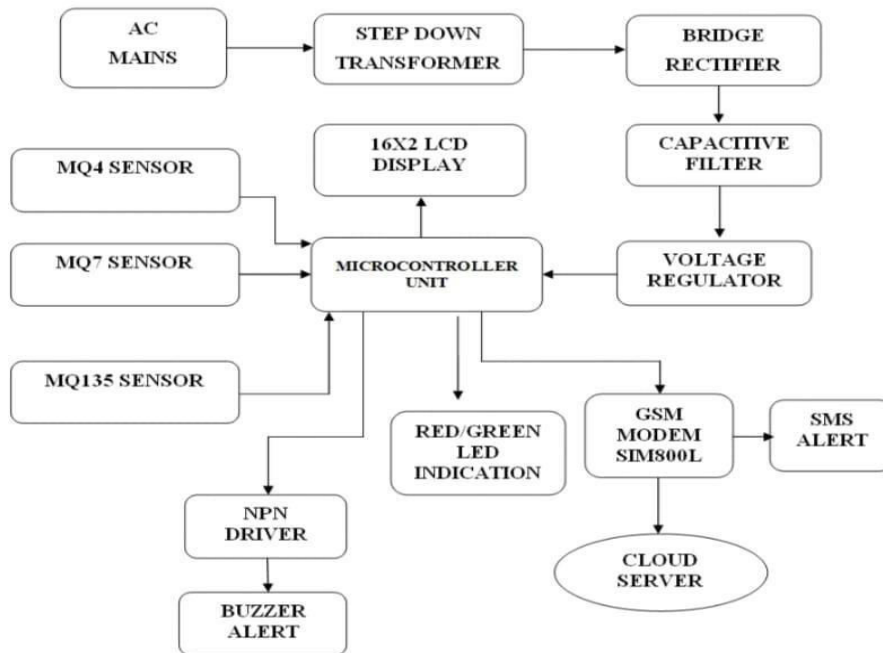 AC
MAINS
STEP DOWN
TRANSFORMER
BRIDGE
RECTIFIER
16X2 LCD
DISPLAY
CAPACITIVE
FILTER
MQ4 SENSOR
MQ7 SENSOR
MICROCONTROLLER
UNIT
VOLTAGE
REGULATOR
MQ135 SENSOR
RED/GREEN
LED
INDICATION
GSM
MODEM
SIM800L
SMS
ALERT
NPN
DRIVER
CLOUD
SERVER
BUZZER
ALERT